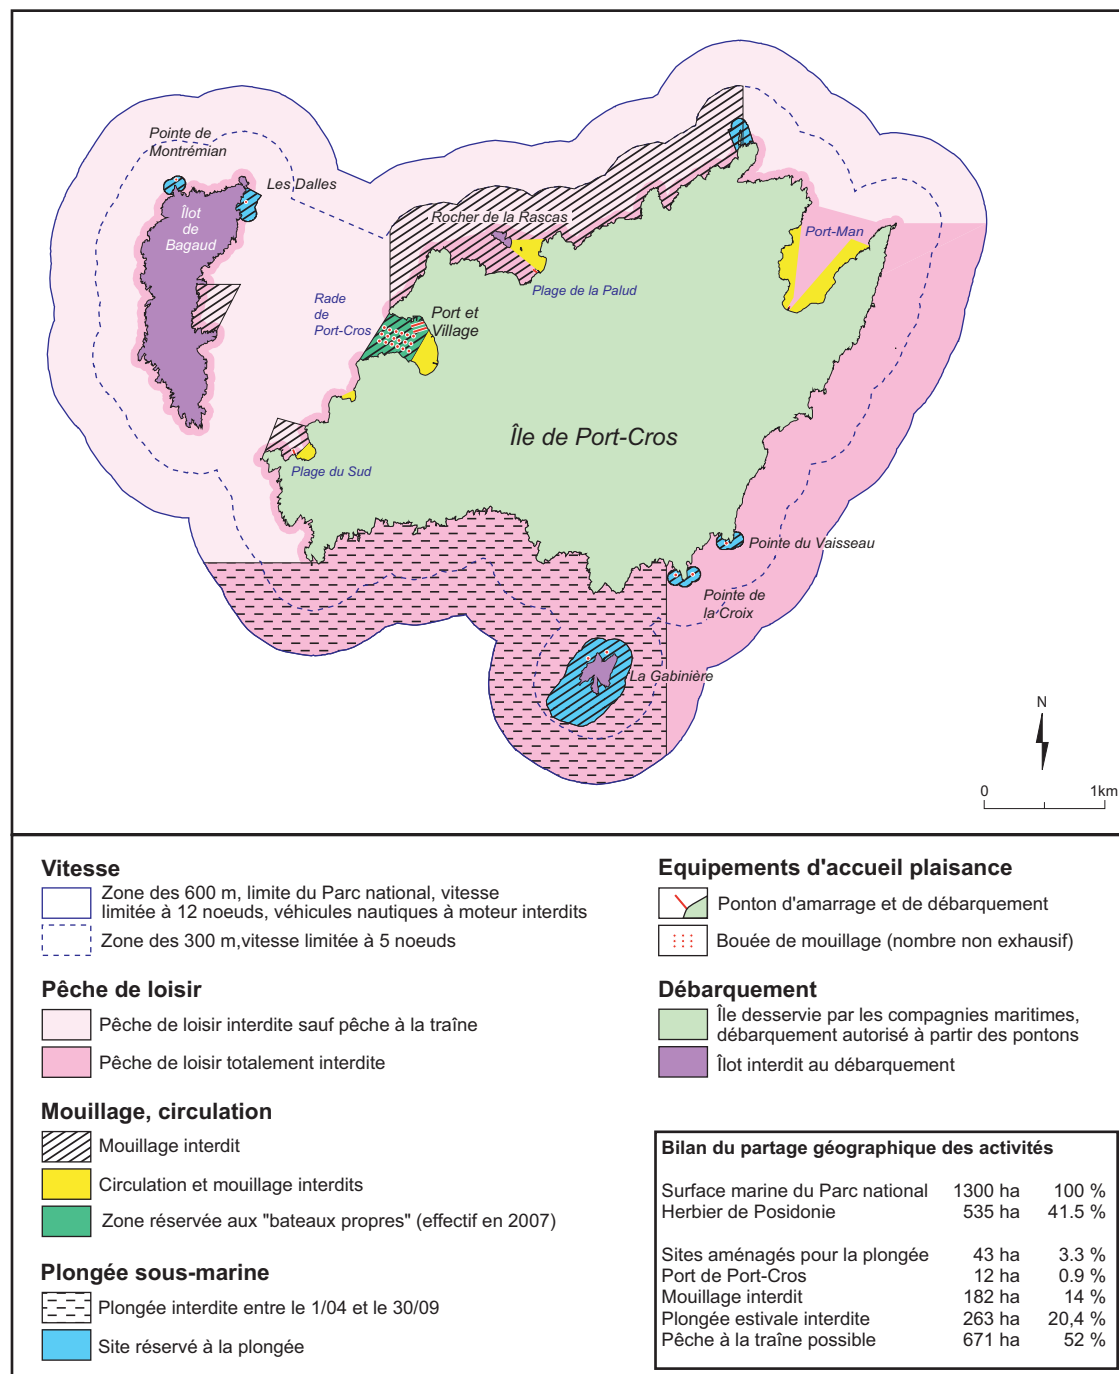 Pointe de
Montrémian
Les Dalles
Îlot
de
Bagaud
Rocher de la Rascas
Port-Man
Plage de la Palud
Rade
de
Port-Cros
Port et
Village
Île de Port-Cros
Plage du Sud
Pointe du Vaisseau
Pointe de
la Croix
La Gabinière
N
0 1km
Vitesse
Zone des 600 m, limite du Parc national, vitesse
limitée à 12 noeuds, véhicules nautiques à moteur interdits
Zone des 300 m,vitesse limitée à 5 noeuds
Pêche de loisir
Pêche de loisir interdite sauf pêche à la traîne
Pêche de loisir totalement interdite
Mouillage, circulation
Mouillage interdit
Circulation et mouillage interdits
Zone réservée aux "bateaux propres" (effectif en 2007)
Plongée sous-marine
Plongée interdite entre le 1/04 et le 30/09
Site réservé à la plongée
Equipements d'accueil plaisance
Ponton d'amarrage et de débarquement
Bouée de mouillage (nombre non exhausif)
Débarquement
Île desservie par les compagnies maritimes,
débarquement autorisé à partir des pontons
Îlot interdit au débarquement
Bilan du partage géographique des activités
Surface marine du Parc national 1300 ha 100 %
Herbier de Posidonie 535 ha 41.5 %
Sites aménagés pour la plongée 43 ha 3.3 %
Port de Port-Cros 12 ha 0.9 %
Mouillage interdit 182 ha 14 %
Plongée estivale interdite 263 ha 20,4 %
Pêche à la traîne possible 671 ha 52 %